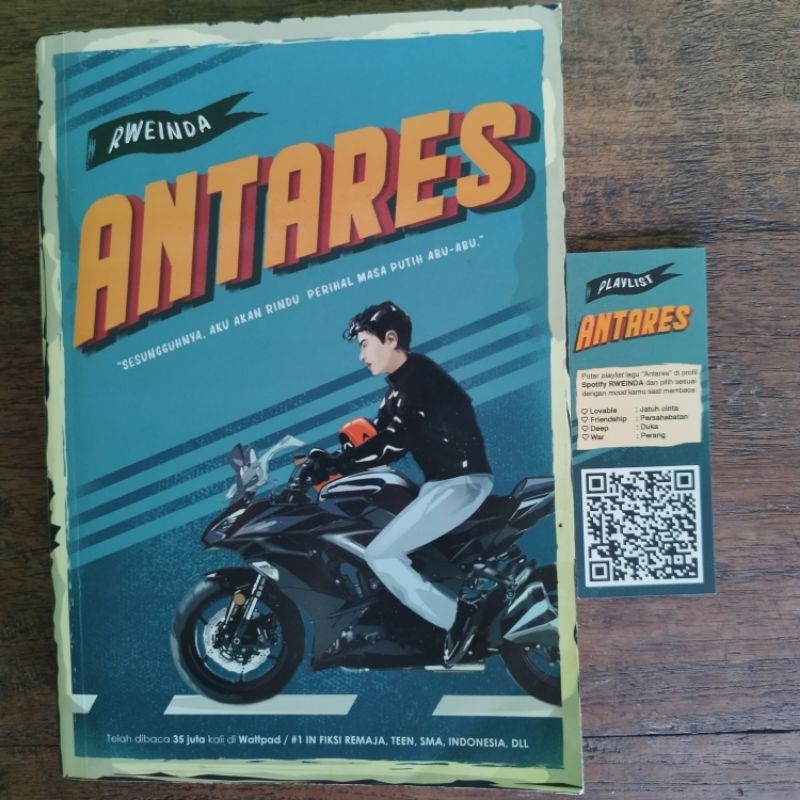 RWEINDA
ANTARES
"SESUNGGUHNYA, AKU AKAN RINDU PERIHAL MASA PUTIH ABU-ABU."
Telah dibaca 35 juta kali di Wattpad / #1 IN FIKSI REMAJA, TEEN, SMA, INDONESIA, DLL
PLAYLIST
ANTARES
Putar playlist lagu "Antares" di profil
Spotify RWEINDA dan pilih sesuai
dengan mood kamu saat membaca:
♡ Lovable : Jatuh cinta
♡ Friendship : Persahabatan
♡ Deep : Duka
♡ War : Perang